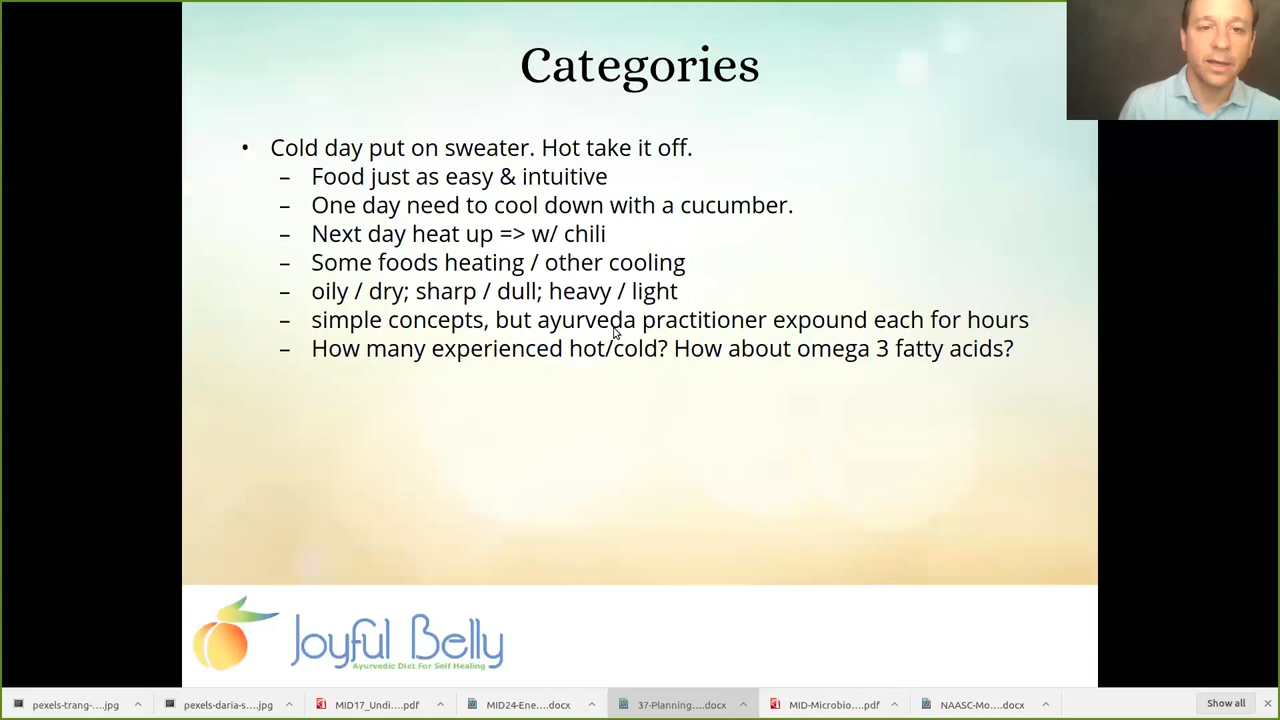 Categories
• Cold day put on sweater. Hot take it off.
– Food just as easy & intuitive
– One day need to cool down with a cucumber.
– Next day heat up => w/ chili
– Some foods heating / other cooling
– oily / dry; sharp / dull; heavy / light
– simple concepts, but ayurveda practitioner expound each for hours
– How many experienced hot/cold? How about omega 3 fatty acids?
Joyful Belly
Ayurvedic Diet For Self Healing
pexels-trang-....jpg
pexels-daria-s....jpg
MID17_Undi....pdf
MID24-Ene....docx
37-Planning....docx
MID-Microbio....pdf
NAASC-Mo....docx
Show all